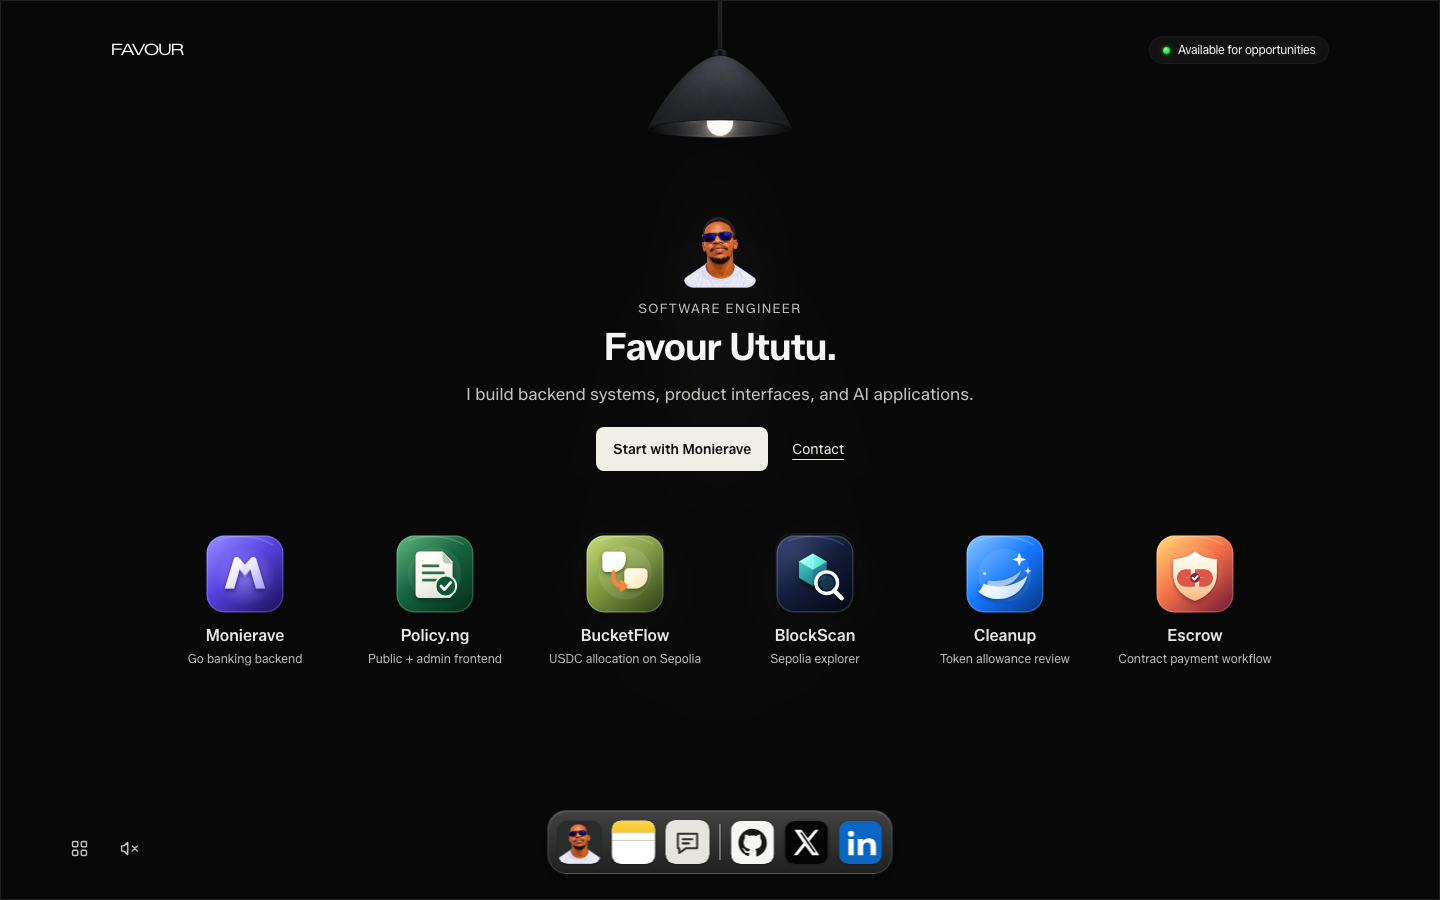 FAVOUR
Available for opportunities
SOFTWARE ENGINEER
Favour Ututu.
I build backend systems, product interfaces, and AI applications.
Start with Monierave
Contact
Monierave
Go banking backend
Policy.ng
Public + admin frontend
BucketFlow
USDC allocation on Sepolia
BlockScan
Sepolia explorer
Cleanup
Token allowance review
Escrow
Contract payment workflow
in